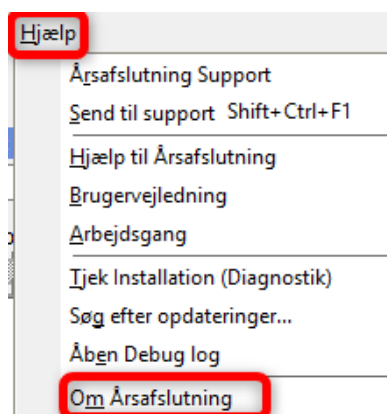 Hjælp
Årsafslutning Support
Send til support Shift+Ctrl+F1
Hjælp til Årsafslutning
Brugervejledning
Arbejdsgang
Tjek Installation (Diagnostik)
Søg efter opdateringer...
Åben Debug log
Om Årsafslutning